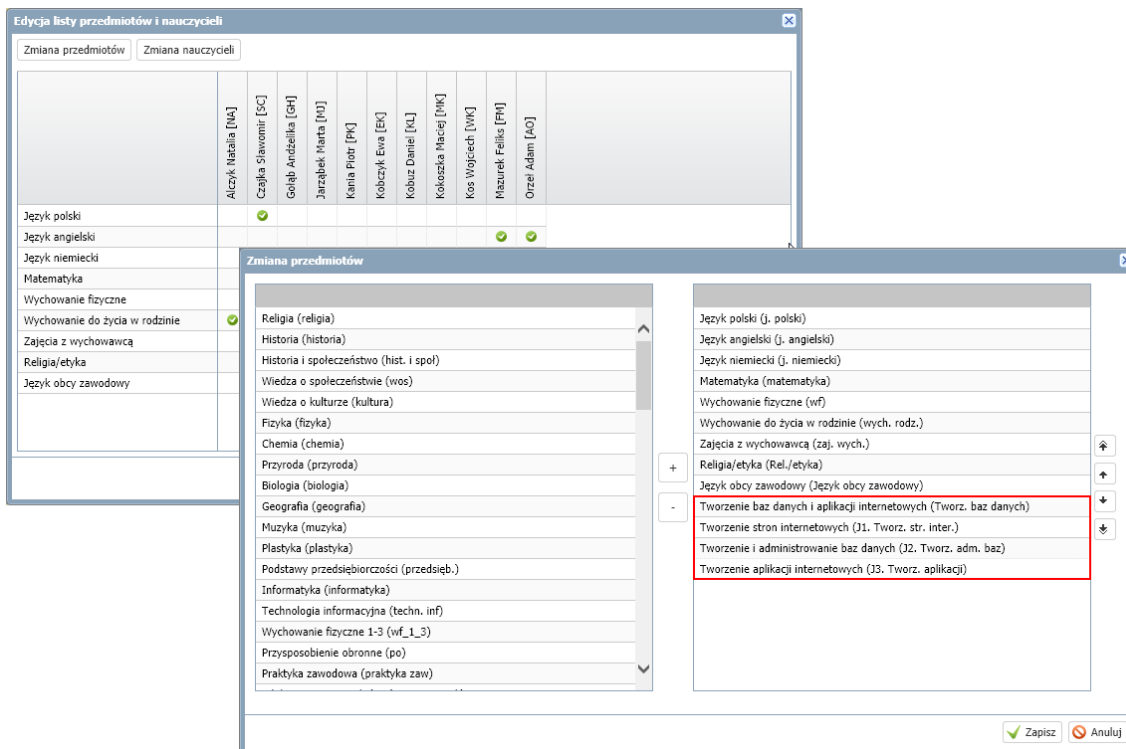 Edycja listy przedmiotów i nauczycieli
Zmiana przedmiotów Zmiana nauczycieli
Alczyk Natalia [NA]
Czajka Sławomir [SC]
Gołąb Andżelika [GH]
Jarząbek Marta [MJ]
Kania Piotr [PK]
Kobczyk Ewa [EK]
Kobuz Daniel [KL]
Kokoszka Maciej [MK]
Kos Wojciech [WK]
Mazurek Feliks [FM]
Orzeł Adam [AO]
Język polski
Język angielski
Język niemiecki
Matematyka
Wychowanie fizyczne
Wychowanie do życia w rodzinie
Zajęcia z wychowawcą
Religia/etyka
Język obcy zawodowy
Zmiana przedmiotów
Religia (religia)
Historia (historia)
Historia i społeczeństwo (hist. i społ)
Wiedza o społeczeństwie (wos)
Wiedza o kulturze (kultura)
Fizyka (fizyka)
Chemia (chemia)
Przyroda (przyroda)
Biologia (biologia)
Geografia (geografia)
Muzyka (muzyka)
Plastyka (plastyka)
Podstawy przedsiębiorczości (przedsięb.)
Informatyka (informatyka)
Technologia informacyjna (techn. inf)
Wychowanie fizyczne 1-3 (wf_1_3)
Przysposobienie obronne (po)
Praktyka zawodowa (praktyka zaw)
+
-
Język polski (j. polski)
Język angielski (j. angielski)
Język niemiecki (j. niemiecki)
Matematyka (matematyka)
Wychowanie fizyczne (wf)
Wychowanie do życia w rodzinie (wych. rodz.)
Zajęcia z wychowawcą (zaj. wych.)
Religia/etyka (Rel./etyka)
Język obcy zawodowy (Język obcy zawodowy)
Tworzenie baz danych i aplikacji internetowych (Tworz. baz danych)
Tworzenie stron internetowych (J1. Tworz. str. inter.)
Tworzenie i administrowanie baz danych (J2. Tworz. adm. baz)
Tworzenie aplikacji internetowych (J3. Tworz. aplikacji)
Zapisz Anuluj